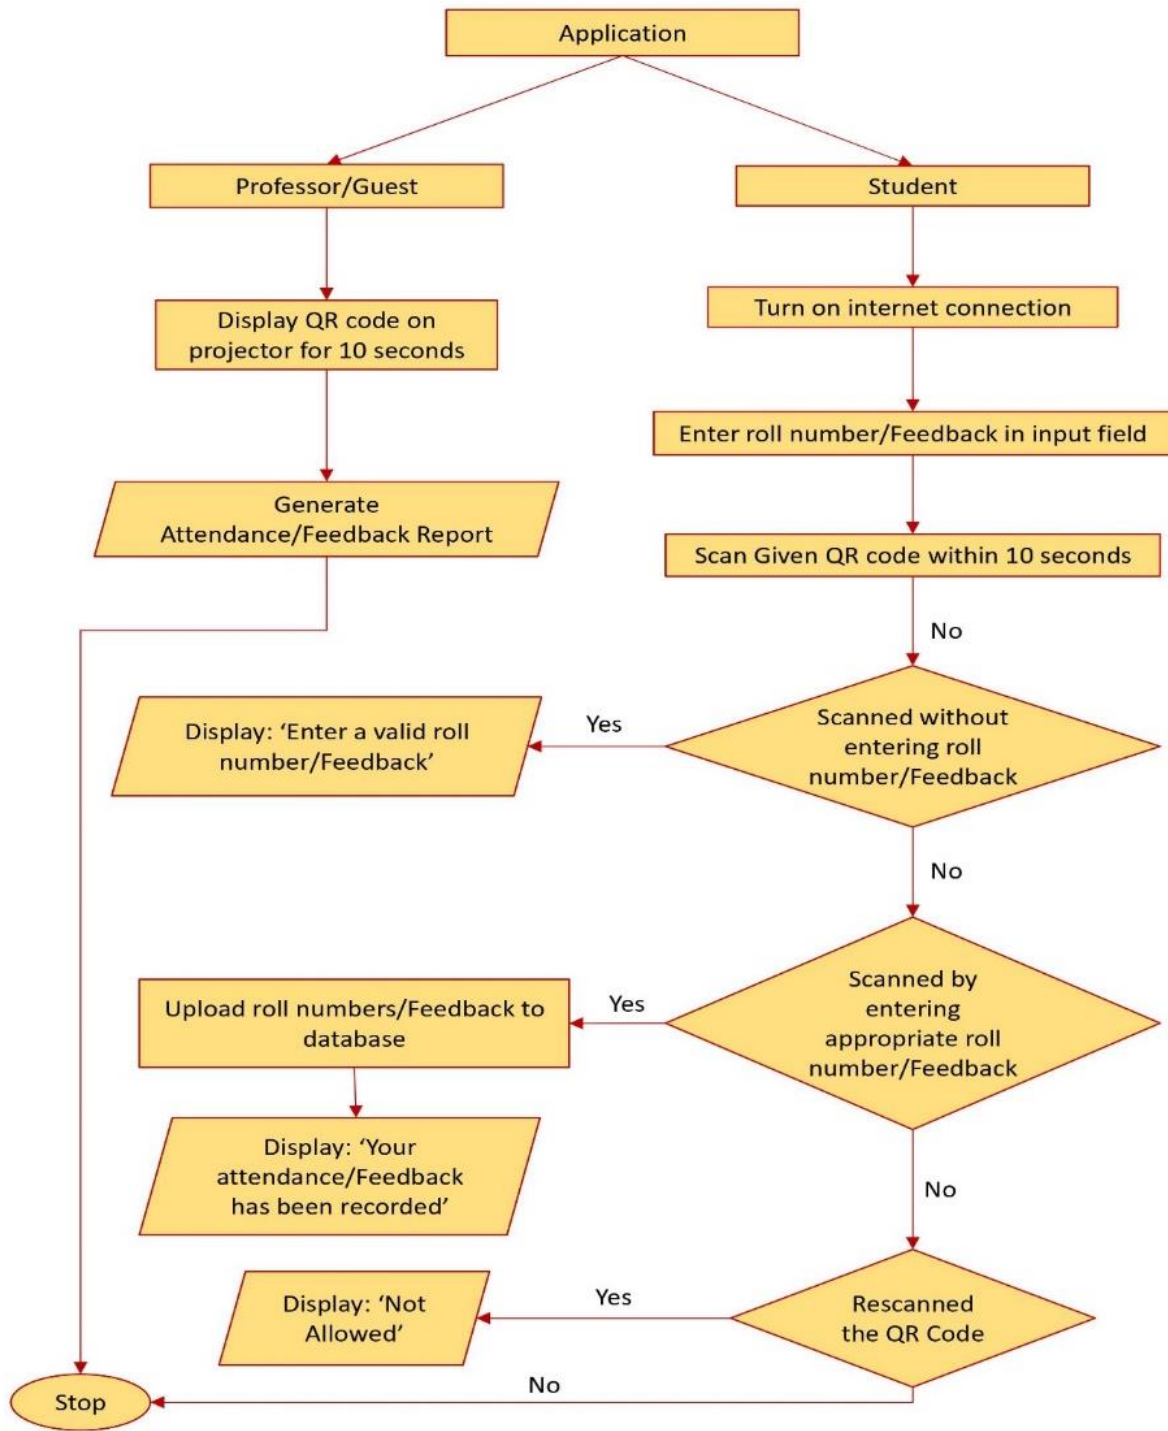 Application
Professor/Guest
Student
Display QR code on
projector for 10 seconds
Turn on internet connection
Enter roll number/Feedback in input field
Generate
Attendance/Feedback Report
Scan Given QR code within 10 seconds
No
Display: ‘Enter a valid roll
number/Feedback’
Yes
Scanned without
entering roll
number/Feedback
No
Upload roll numbers/Feedback to
database
Yes
Scanned by
entering
appropriate roll
number/Feedback
Display: ‘Your
attendance/Feedback
has been recorded’
No
Display: ‘Not
Allowed’
Yes
Rescanned
the QR Code
No
Stop